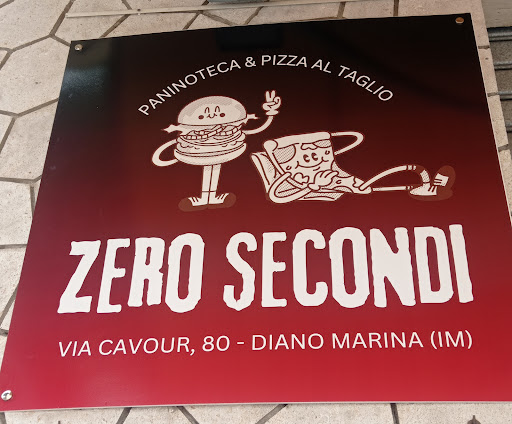 PANINOTECA & PIZZA AL TAGLIO
ZERO SECONDI
VIA CAVOUR, 80 - DIANO MARINA (IM)